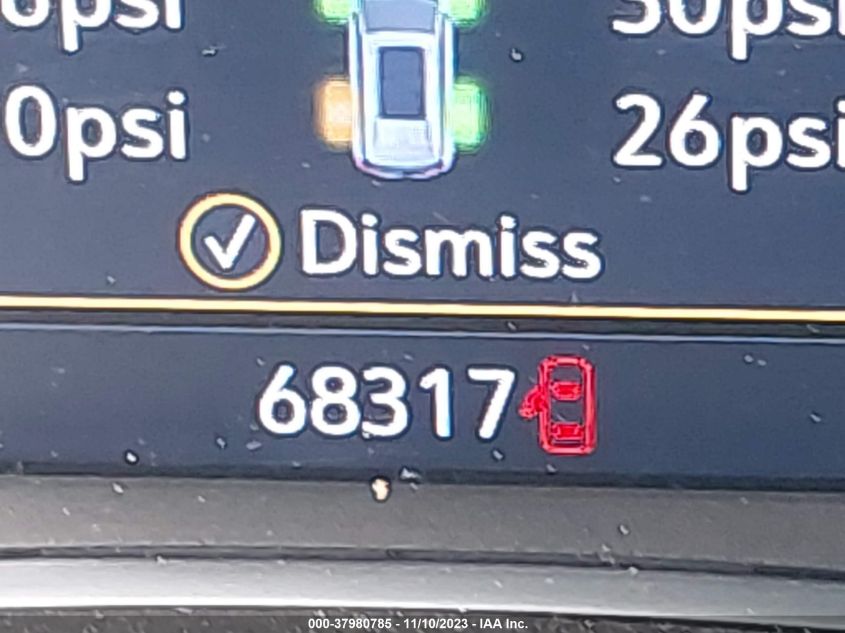 0psi 26psi
Dismiss
68317
000-37980785 - 11/10/2023 - IAA Inc.